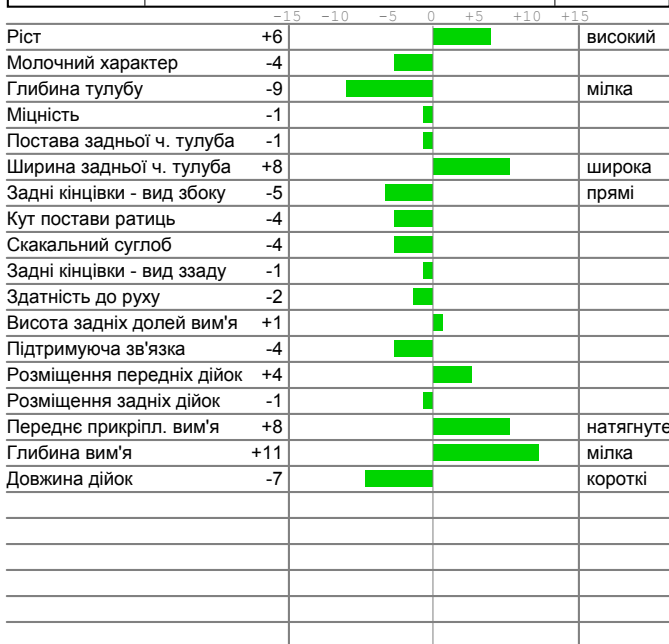 -15 -10 -5 0 +5 +10 +15
Ріст +6 високий
Молочний характер -4
Глибина тулубу -9 мілка
Міцність -1
Постава задньої ч. тулуба -1
Ширина задньої ч. тулуба +8 широка
Задні кінцівки - вид збоку -5 прямі
Кут постави ратиць -4
Скакальний суглоб -4
Задні кінцівки - вид ззаду -1
Здатність до руху -2
Висота задніх долей вим'я +1
Підтримуюча зв'язка -4
Розміщення передніх дійок +4
Розміщення задніх дійок -1
Переднє прикріпл. вим'я +8 натягнуте
Глибина вим'я +11 мілка
Довжина дійок -7 короткі